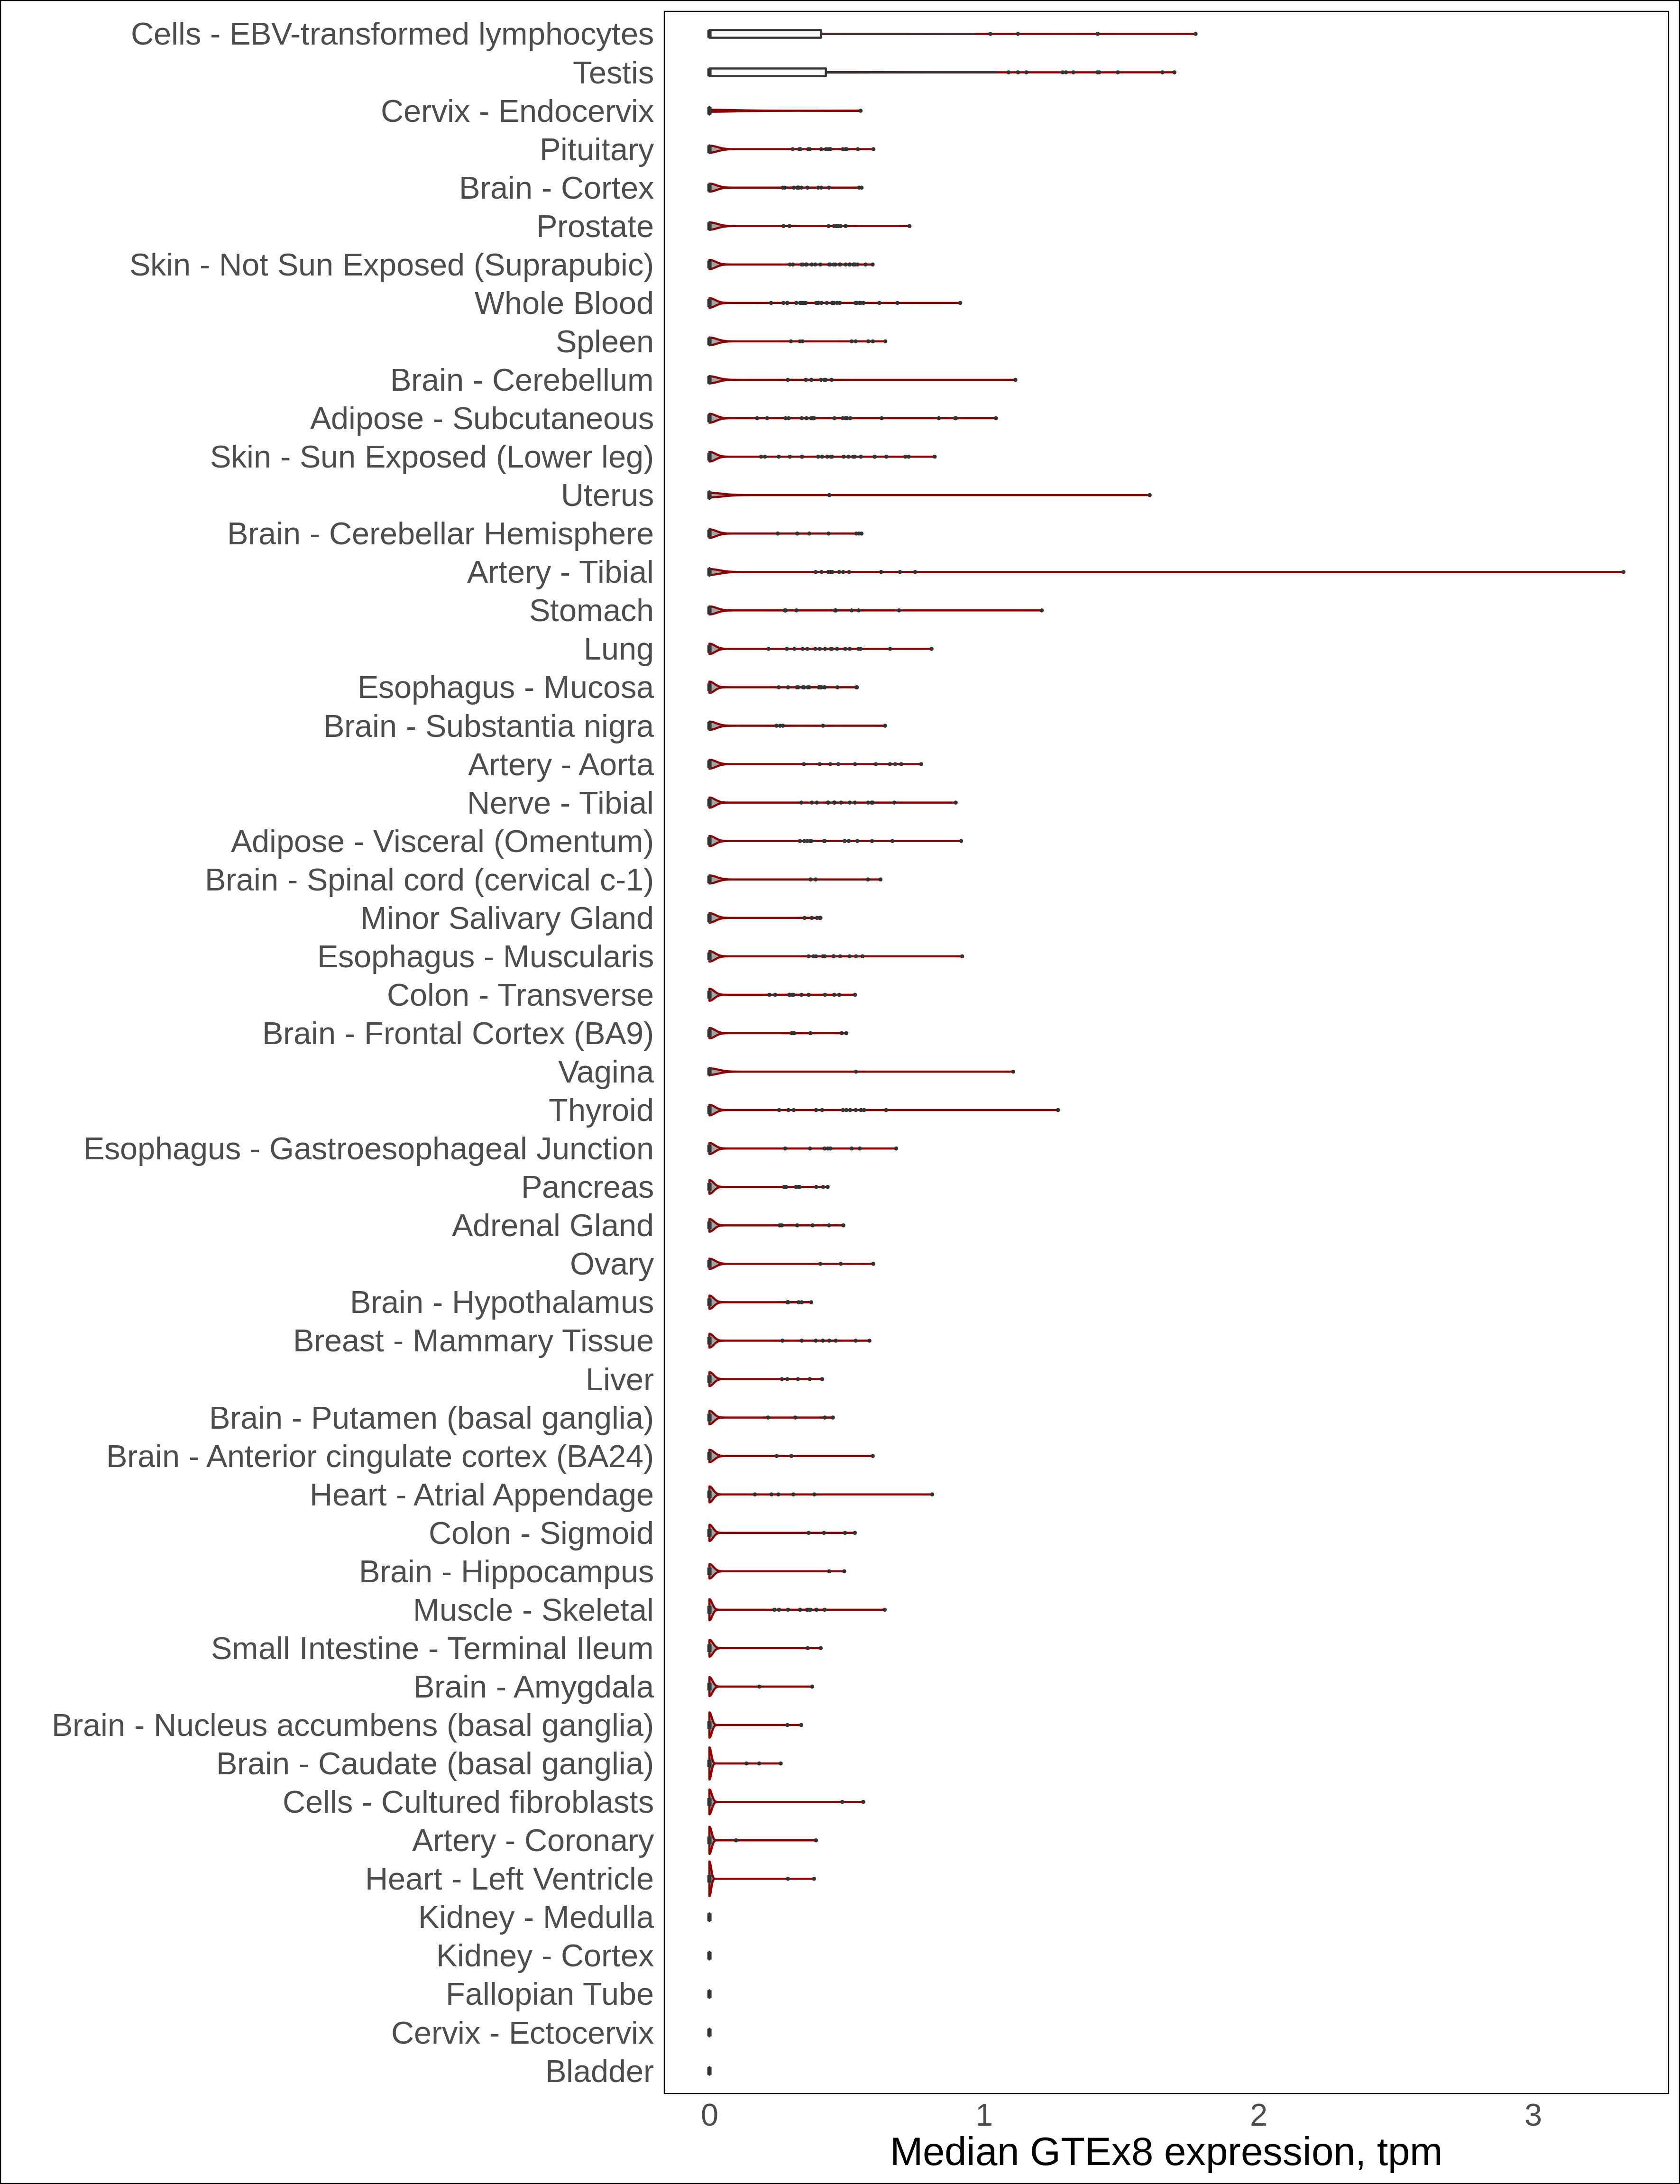 Cells - EBV-transformed lymphocytes
Testis
Cervix - Endocervix
Pituitary
Brain - Cortex
Prostate
Skin - Not Sun Exposed (Suprapubic)
Whole Blood
Spleen
Brain - Cerebellum
Adipose - Subcutaneous
Skin - Sun Exposed (Lower leg)
Uterus
Brain - Cerebellar Hemisphere
Artery - Tibial
Stomach
Lung
Esophagus - Mucosa
Brain - Substantia nigra
Artery - Aorta
Nerve - Tibial
Adipose - Visceral (Omentum)
Brain - Spinal cord (cervical c-1)
Minor Salivary Gland
Esophagus - Muscularis
Colon - Transverse
Brain - Frontal Cortex (BA9)
Vagina
Thyroid
Esophagus - Gastroesophageal Junction
Pancreas
Adrenal Gland
Ovary
Brain - Hypothalamus
Breast - Mammary Tissue
Liver
Brain - Putamen (basal ganglia)
Brain - Anterior cingulate cortex (BA24)
Heart - Atrial Appendage
Colon - Sigmoid
Brain - Hippocampus
Muscle - Skeletal
Small Intestine - Terminal Ileum
Brain - Amygdala
Brain - Nucleus accumbens (basal ganglia)
Brain - Caudate (basal ganglia)
Cells - Cultured fibroblasts
Artery - Coronary
Heart - Left Ventricle
Kidney - Medulla
Kidney - Cortex
Fallopian Tube
Cervix - Ectocervix
Bladder
0 1 2 3
Median GTEx8 expression, tpm